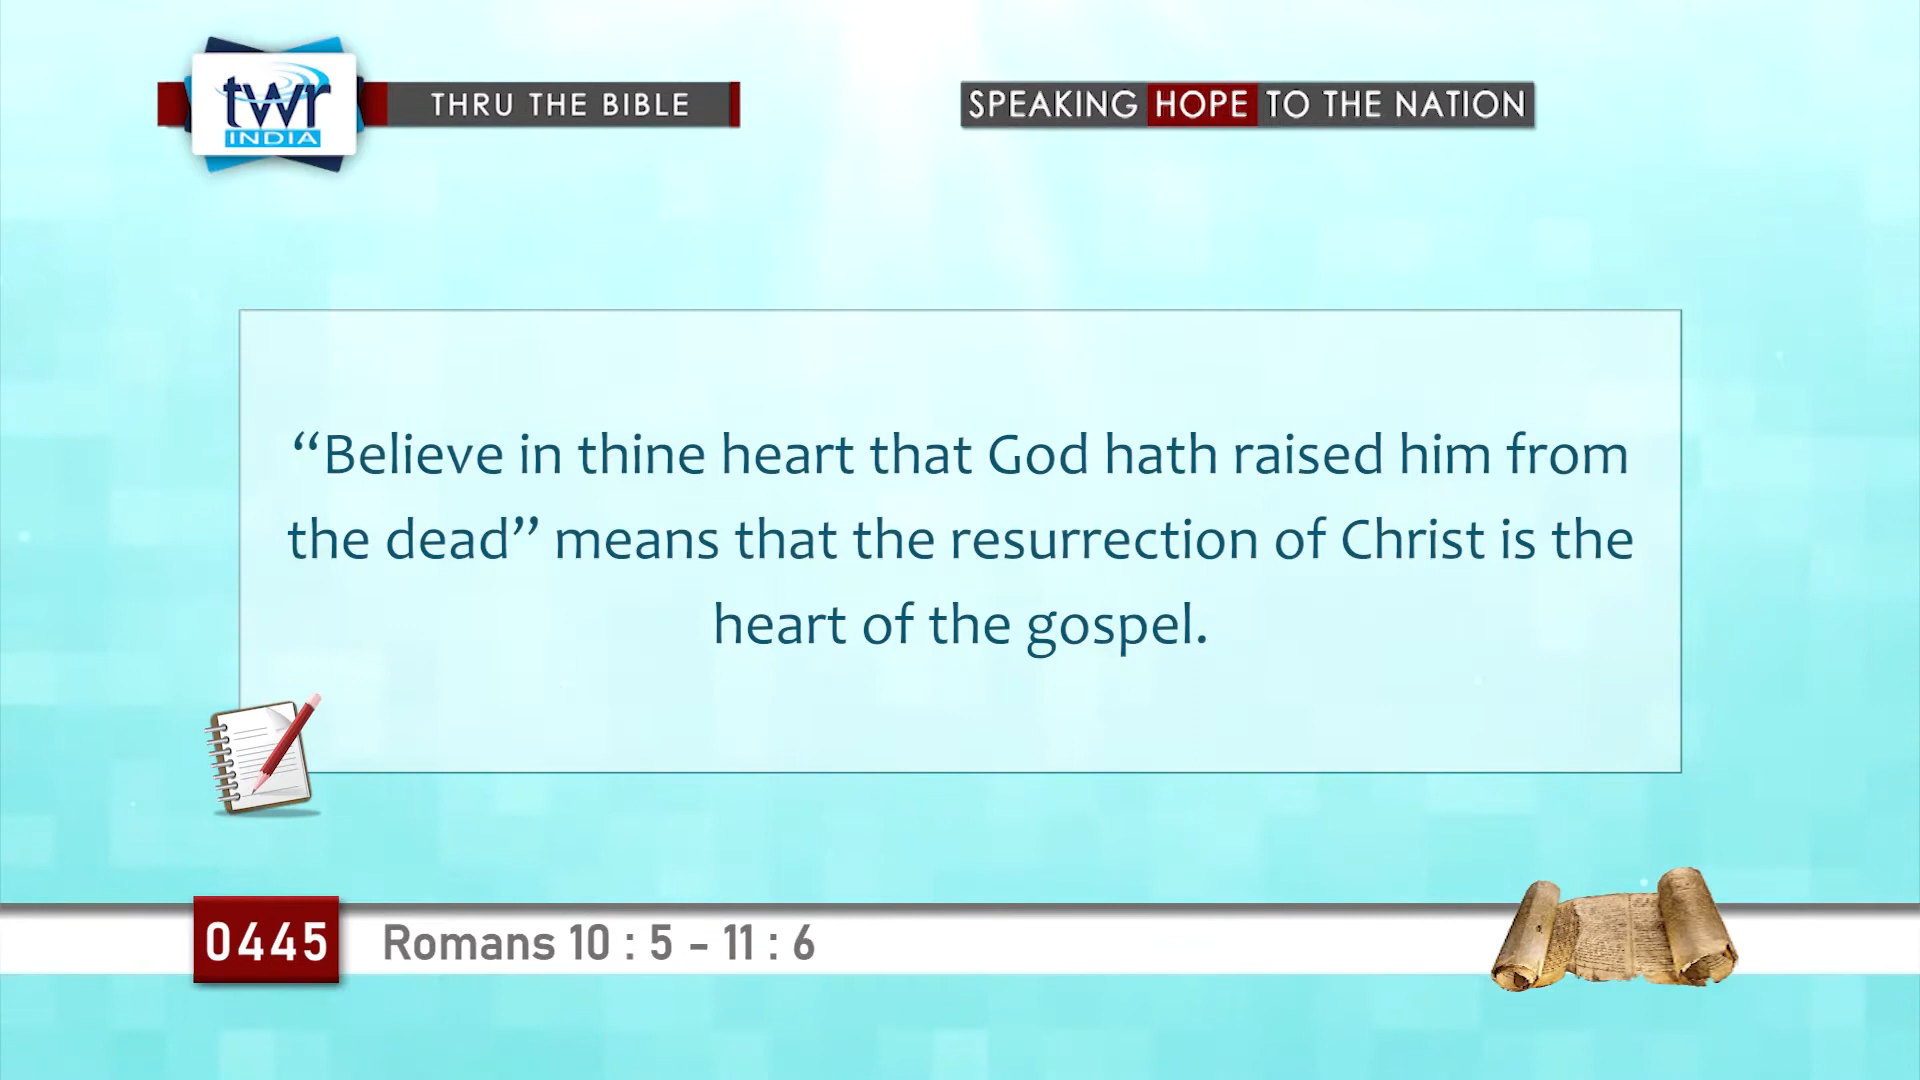 twr
INDIA
THRU THE BIBLE
SPEAKING HOPE TO THE NATION
“Believe in thine heart that God hath raised him from
the dead” means that the resurrection of Christ is the
heart of the gospel.
0445
Romans 10 : 5 - 11 : 6